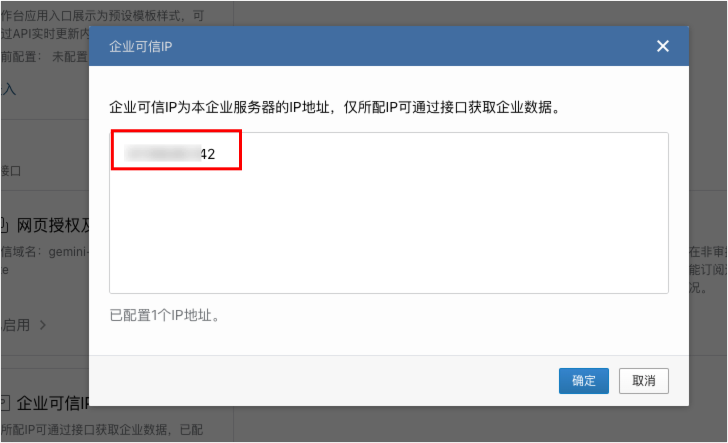 作台应用入口展示为预设模板样式，可
过API实时更新内
前配置： 未配置
入
企业可信IP
企业可信IP为本企业服务器的IP地址，仅所配IP可通过接口获取企业数据。
42
已配置1个IP地址。
确定
取消
接口
网页授权及
信域名：gemini-
te
启用
在非审
能订阅
况。
企业可信IP
所配IP可通过接口获取企业数据，已配